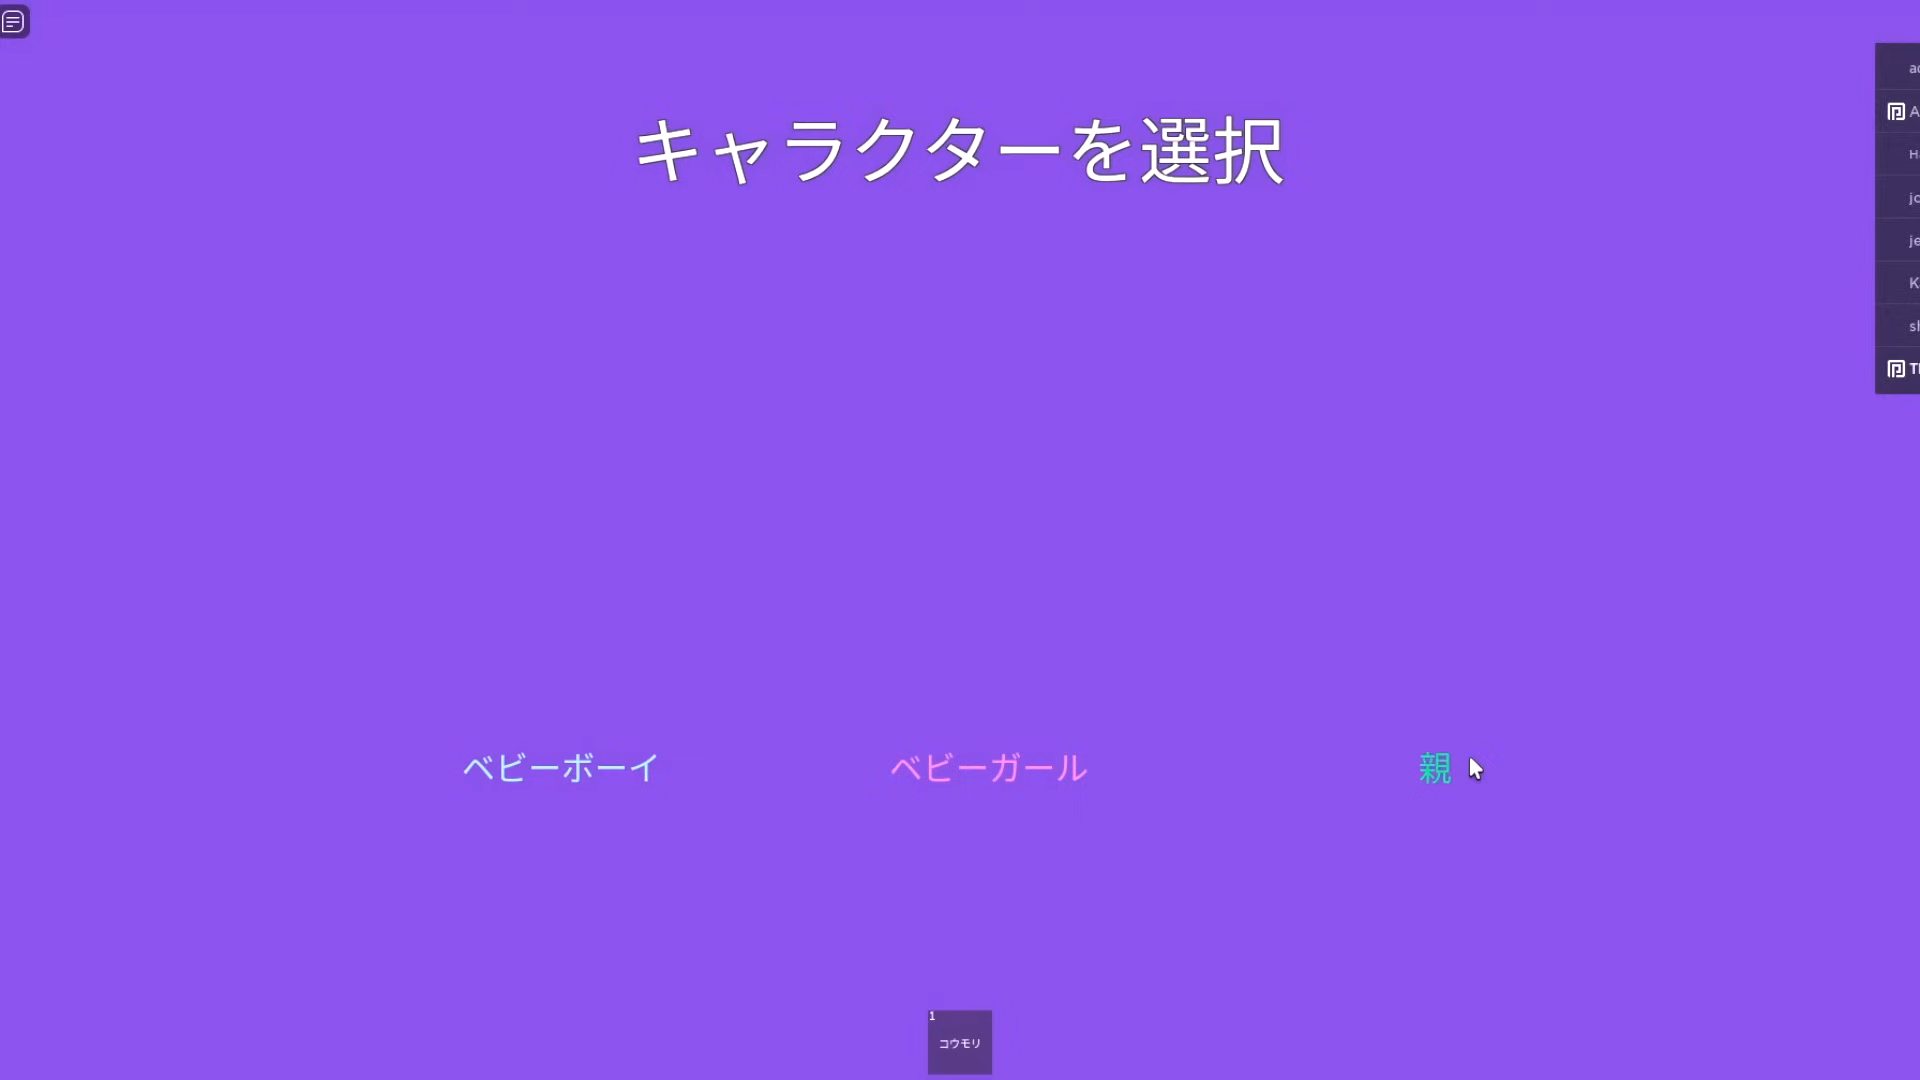 キャラクターを選択
ベビーボーイ
ベビーガール
親
1
コウモリ